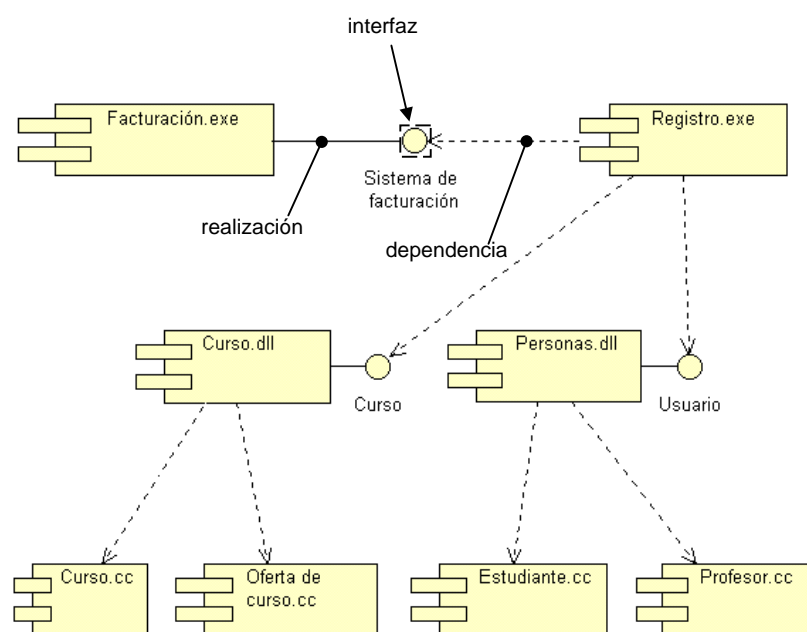 interfaz
Facturación.exe
Registro.exe
Sistema de
facturación
realización
dependencia
Curso.dll
Personas.dll
Curso
Usuario
Curso.cc
Oferta de
curso.cc
Estudiante.cc
Profesor.cc